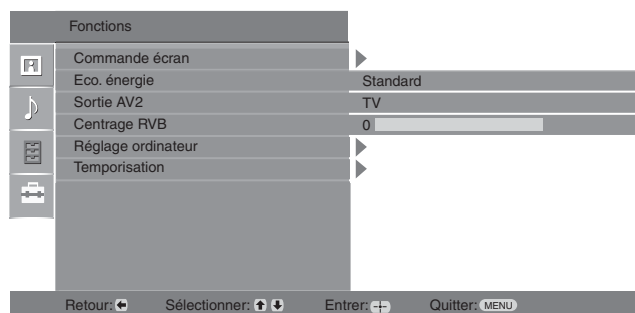 Fonctions
Commande écran
Eco. énergie Standard
Sortie AV2 TV
Centrage RVB 0
Réglage ordinateur
Temporisation
Retour: Sélectionner: Entrer: Quitter: MENU